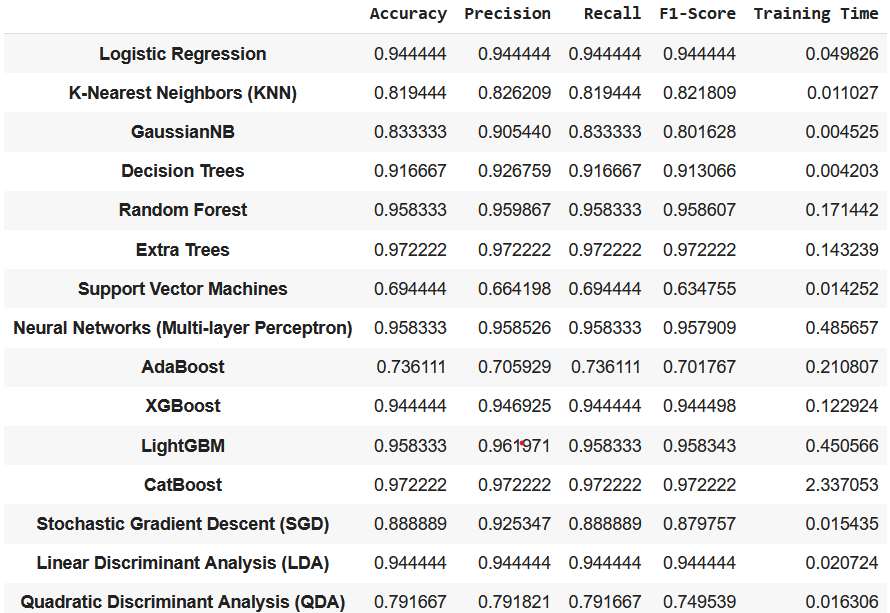 Accuracy Precision Recall F1-Score Training Time
Logistic Regression 0.944444 0.944444 0.944444 0.944444 0.049826
K-Nearest Neighbors (KNN) 0.819444 0.826209 0.819444 0.821809 0.011027
GaussianNB 0.833333 0.905440 0.833333 0.801628 0.004525
Decision Trees 0.916667 0.926759 0.916667 0.913066 0.004203
Random Forest 0.958333 0.959867 0.958333 0.958607 0.171442
Extra Trees 0.972222 0.972222 0.972222 0.972222 0.143239
Support Vector Machines 0.694444 0.664198 0.694444 0.634755 0.014252
Neural Networks (Multi-layer Perceptron) 0.958333 0.958526 0.958333 0.957909 0.485657
AdaBoost 0.736111 0.705929 0.736111 0.701767 0.210807
XGBoost 0.944444 0.946925 0.944444 0.944498 0.122924
LightGBM 0.958333 0.961971 0.958333 0.958343 0.450566
CatBoost 0.972222 0.972222 0.972222 0.972222 2.337053
Stochastic Gradient Descent (SGD) 0.888889 0.925347 0.888889 0.879757 0.015435
Linear Discriminant Analysis (LDA) 0.944444 0.944444 0.944444 0.944444 0.020724
Quadratic Discriminant Analysis (QDA) 0.791667 0.791821 0.791667 0.749539 0.016306